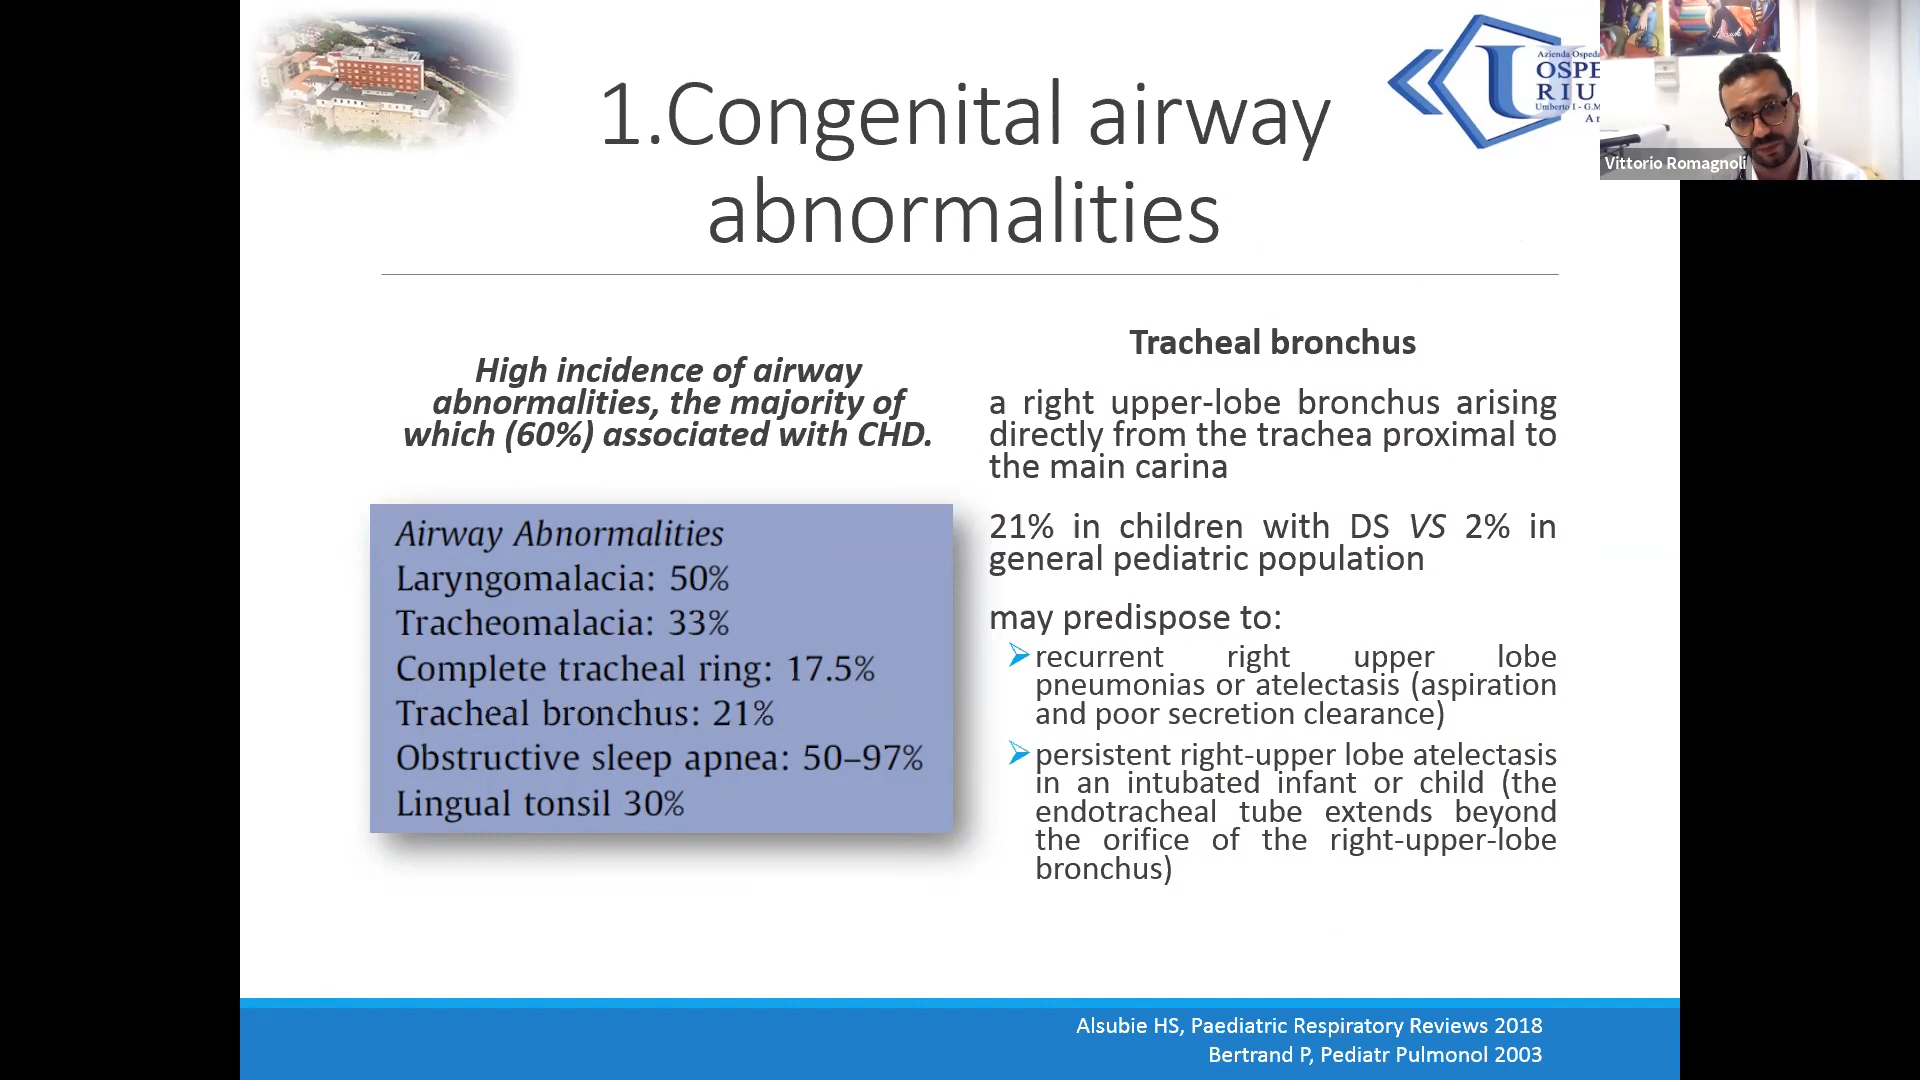 1.Congenital airway
abnormalities
Azienda Ospeda
OSPE
RIU
Umberto I - G.M
An
Vittorio Romagnoli
High incidence of airway
abnormalities, the majority of
which (60%) associated with CHD.
Airway Abnormalities
Laryngomalacia: 50%
Tracheomalacia: 33%
Complete tracheal ring: 17.5%
Tracheal bronchus: 21%
Obstructive sleep apnea: 50–97%
Lingual tonsil 30%
Tracheal bronchus
a right upper-lobe bronchus arising
directly from the trachea proximal to
the main carina
21% in children with DS VS 2% in
general pediatric population
may predispose to:
recurrent right upper lobe
pneumonias or atelectasis (aspiration
and poor secretion clearance)
persistent right-upper lobe atelectasis
in an intubated infant or child (the
endotracheal tube extends beyond
the orifice of the right-upper-lobe
bronchus)
Alsubie HS, Paediatric Respiratory Reviews 2018
Bertrand P, Pediatr Pulmonol 2003